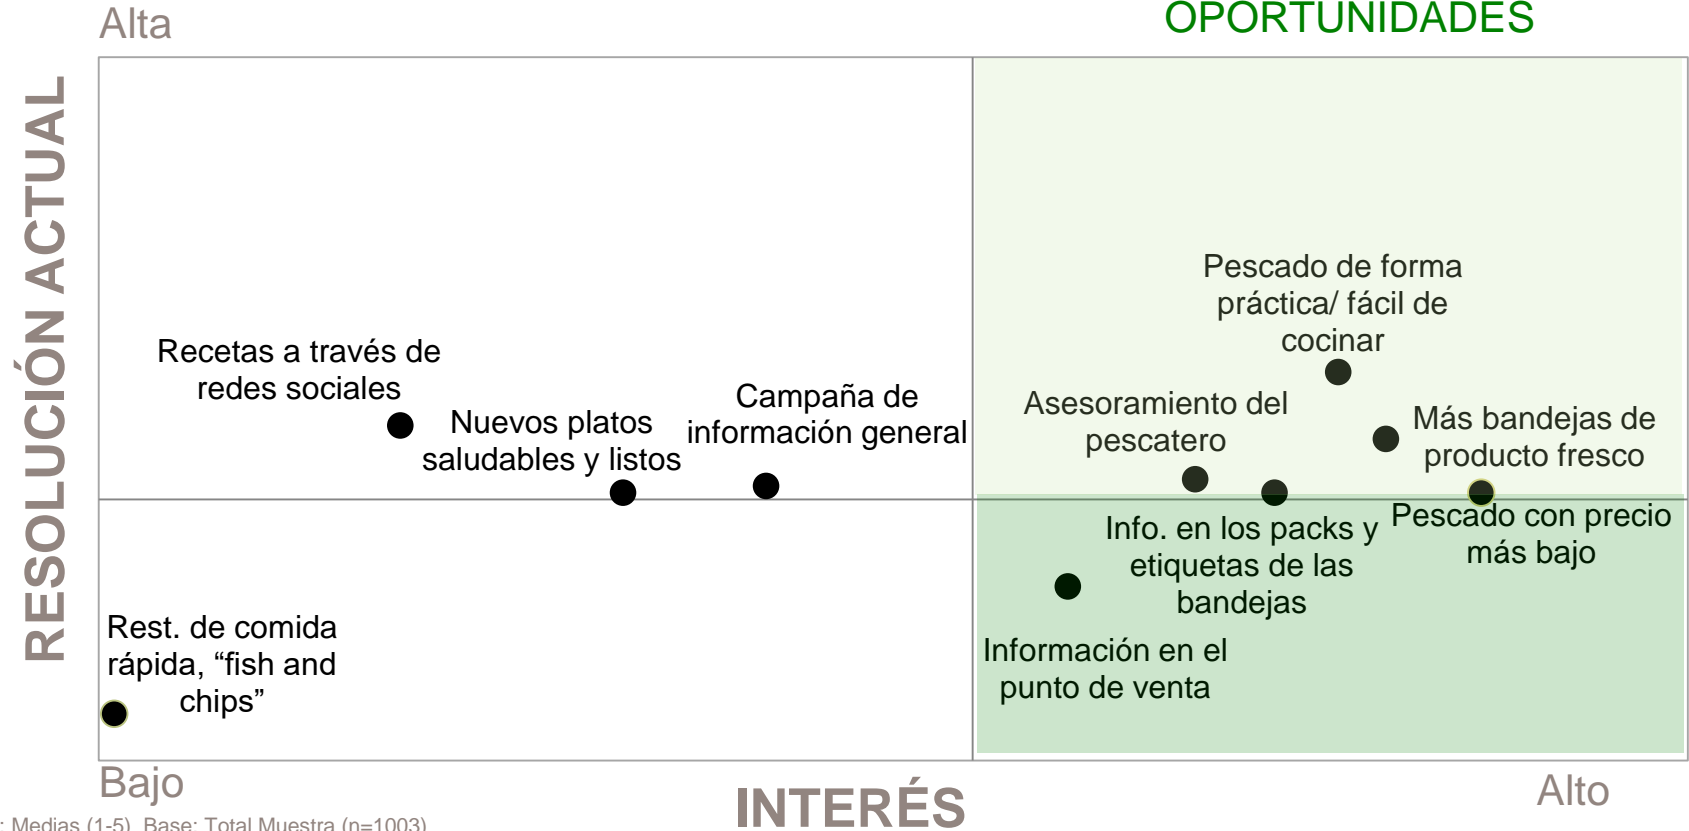 Alta
OPORTUNIDADES
RESOLUCIÓN ACTUAL
Pescado de forma
práctica/ fácil de
cocinar
Recetas a través de
redes sociales
Campaña de
información general
Asesoramiento del
pescatero
Nuevos platos
saludables y listos
Más bandejas de
producto fresco
Pescado con precio
más bajo
Info. en los packs y
etiquetas de las
bandejas
Rest. de comida
rápida, “fish and
chips”
Información en el
punto de venta
Bajo
INTERÉS
Alto
: Medias (1-5). Base: Total Muestra (n=1003)